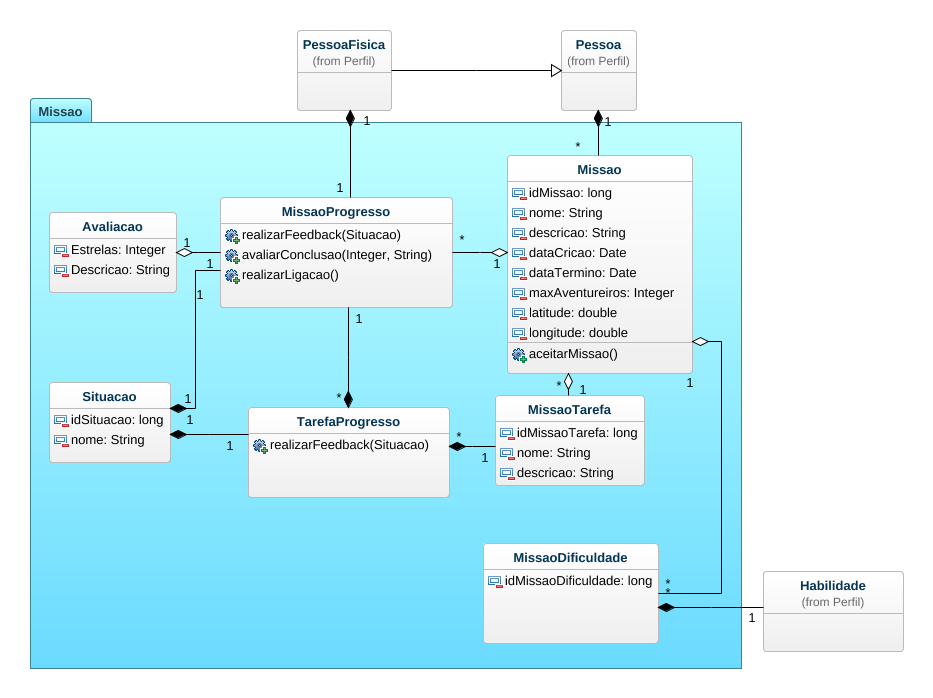 PessoaFisica
(from Perfil)
Pessoa
(from Perfil)
Missao
1
1
*
1
Missao
idMissao: long
nome: String
descricao: String
dataCricao: Date
dataTermino: Date
maxAventureiros: Integer
latitude: double
longitude: double
aceitarMissao()
MissaoProgresso
realizarFeedback(Situacao)
avaliarConclusao(Integer, String)
realizarLigacao()
Avaliacao
Estrelas: Integer
Descricao: String
1
1
1
*
1
1
*
*
1
1
Situacao
idSituacao: long
nome: String
1
1
1
TarefaProgresso
realizarFeedback(Situacao)
*
1
MissaoTarefa
idMissaoTarefa: long
nome: String
descricao: String
MissaoDificuldade
idMissaoDificuldade: long
*
*
1
Habilidade
(from Perfil)